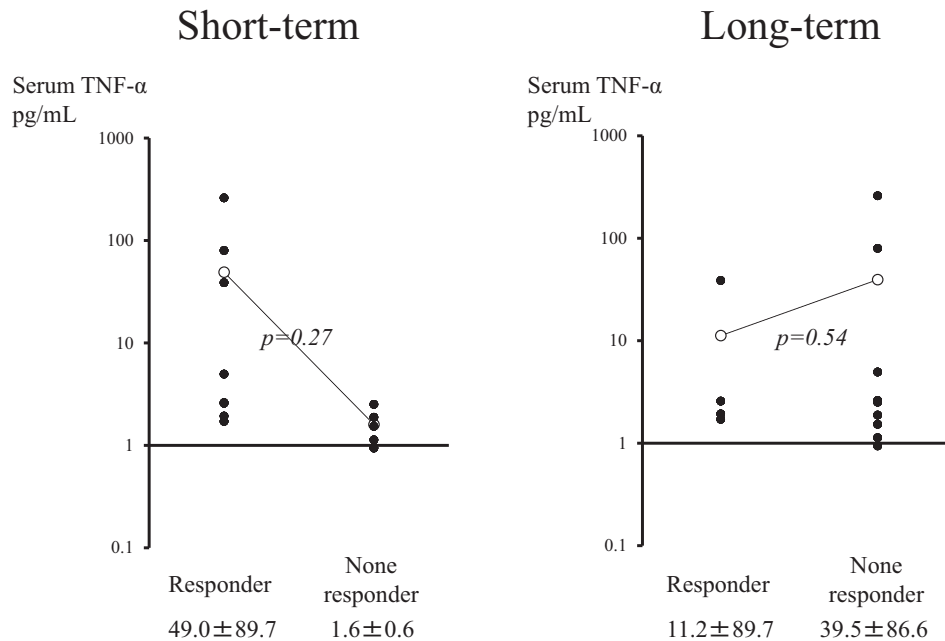 Short-term
Serum TNF-α
pg/mL
1000
100
10
1
0.1
p=0.27
Responder
None
responder
49.0±89.7
1.6±0.6
Long-term
Serum TNF-α
pg/mL
1000
100
10
1
0.1
p=0.54
Responder
None
responder
11.2±89.7
39.5±86.6